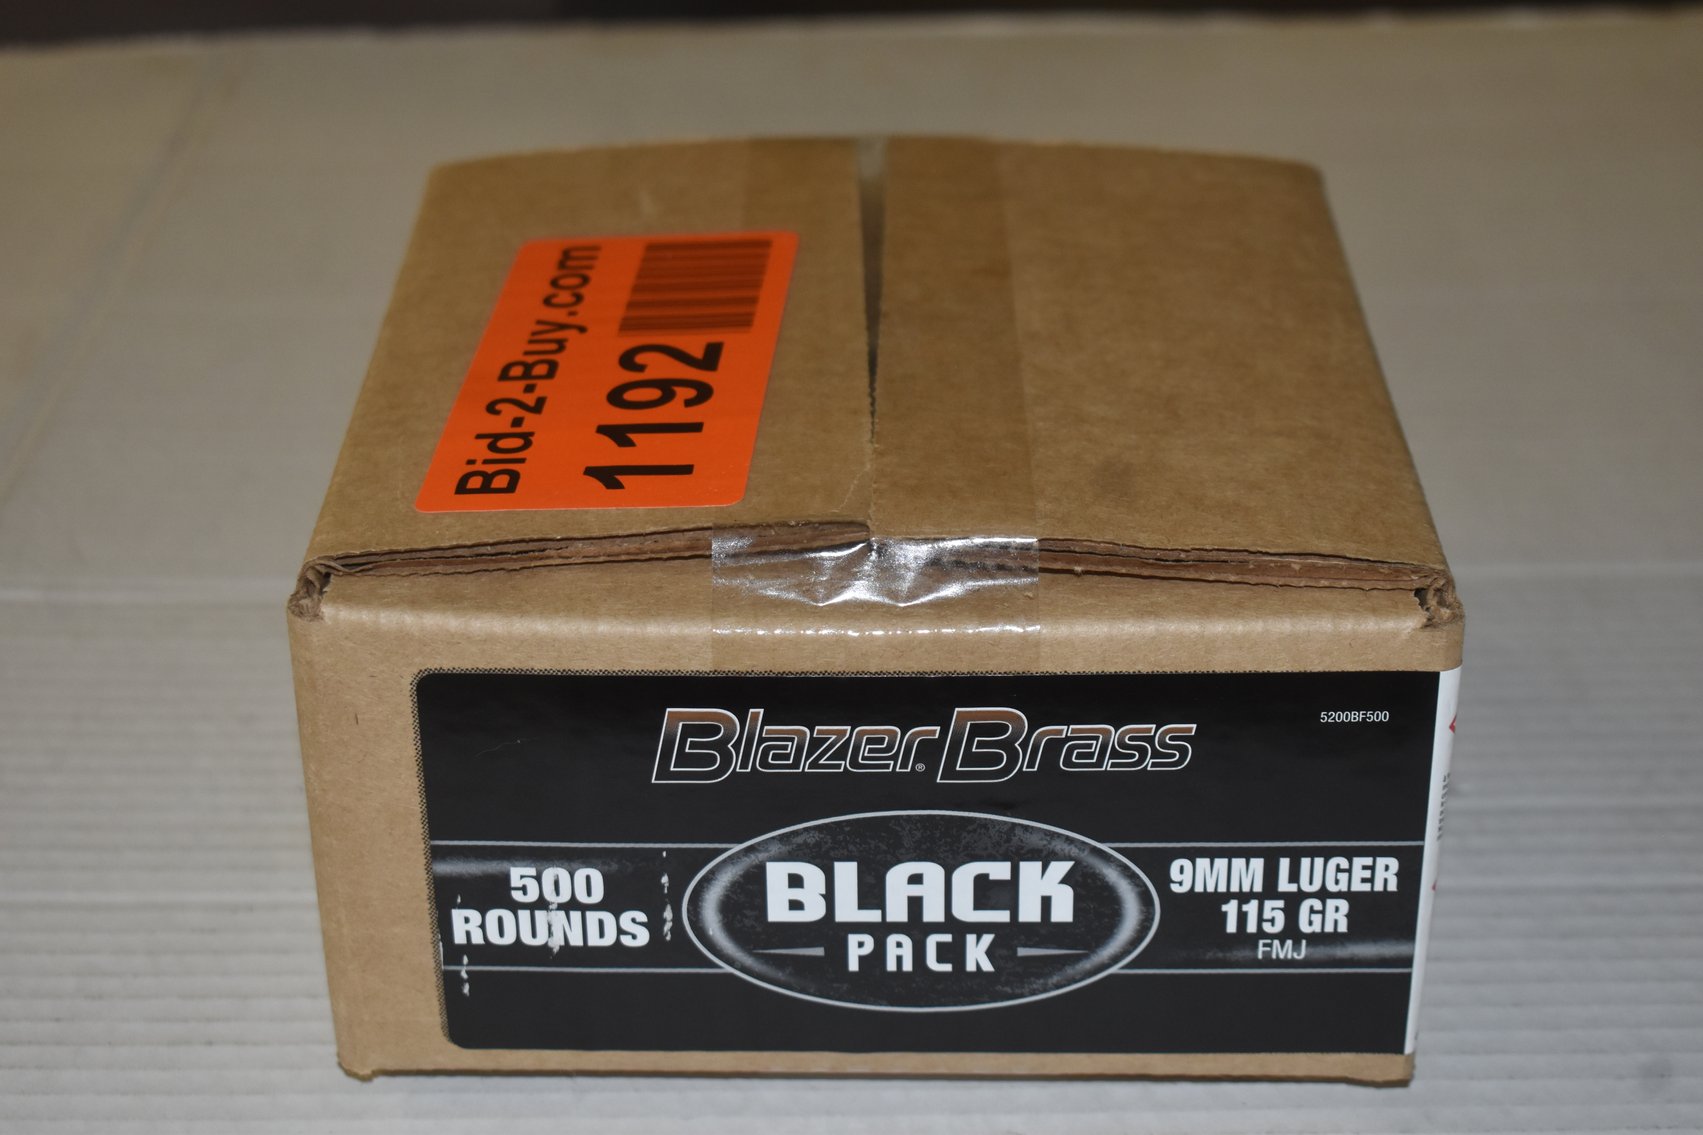 Bid-2-Buy.com
1192
Blazer® Brass
5200BF500
500
ROUNDS
BLACK
PACK
9MM LUGER
115 GR
FMJ